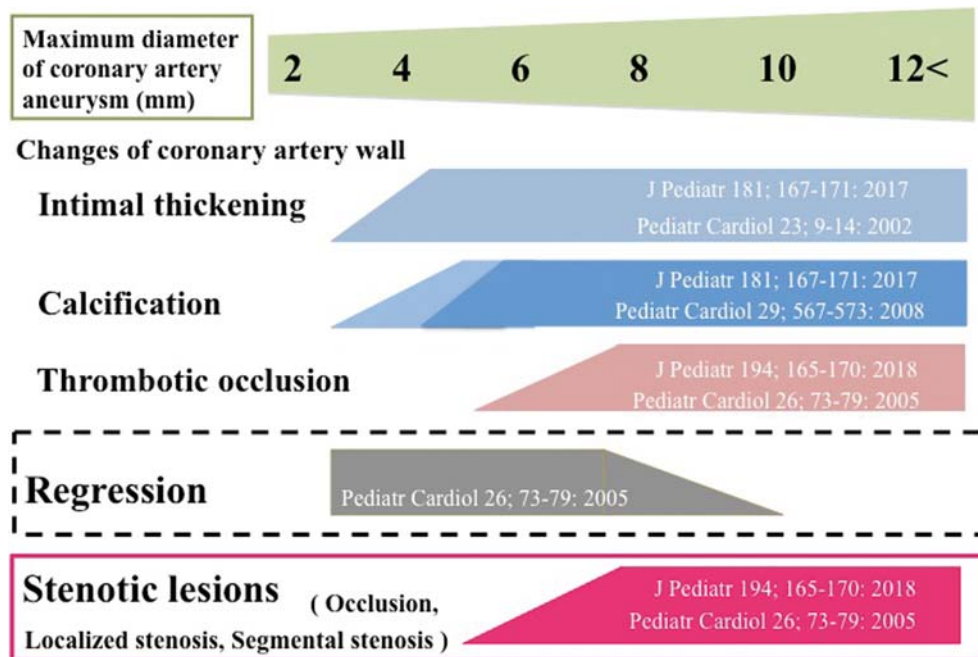 Maximum diameter
of coronary artery
aneurysm (mm)
2 4 6 8 10 12<
Changes of coronary artery wall
Intimal thickening
J Pediatr 181; 167-171: 2017
Pediatr Cardiol 23; 9-14: 2002
Calcification
J Pediatr 181; 167-171: 2017
Pediatr Cardiol 29; 567-573: 2008
Thrombotic occlusion
J Pediatr 194; 165-170: 2018
Pediatr Cardiol 26; 73-79: 2005
Regression
Pediatr Cardiol 26; 73-79: 2005
Stenotic lesions ( Occlusion,
Localized stenosis, Segmental stenosis )
J Pediatr 194; 165-170: 2018
Pediatr Cardiol 26; 73-79: 2005